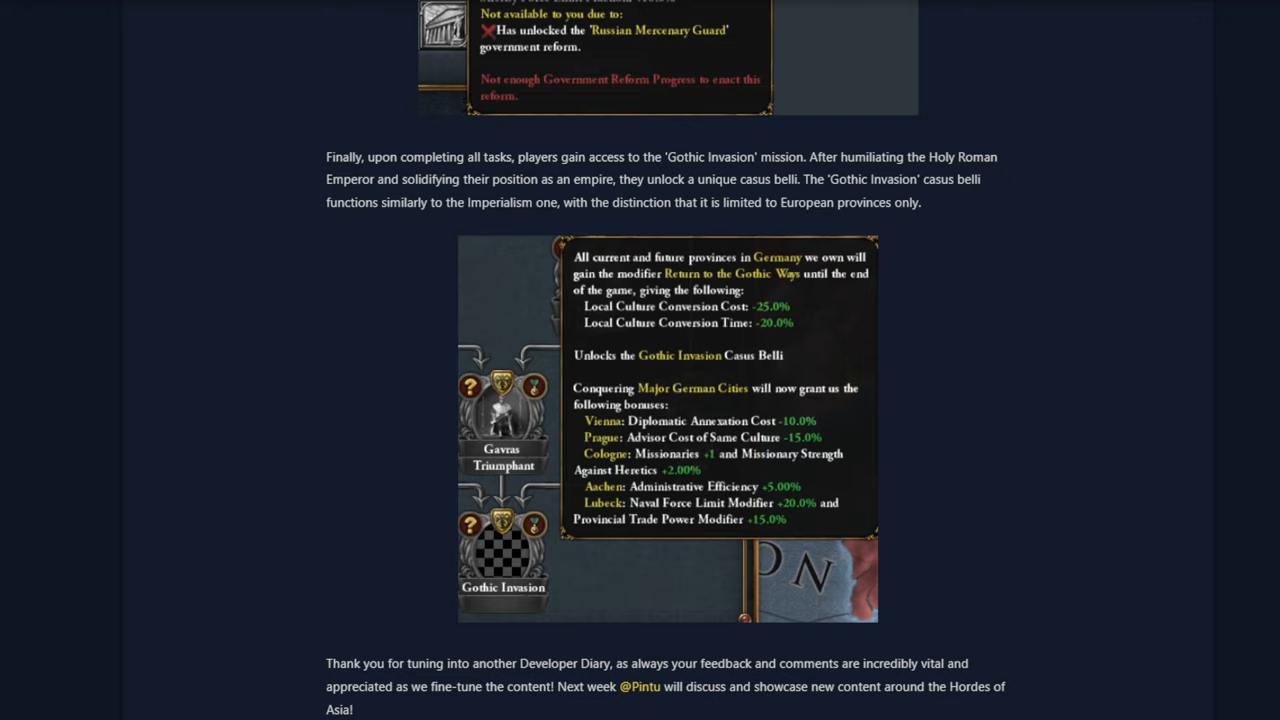 Not available to you due to:
Has unlocked the 'Russian Mercenary Guard'
government reform.
Not enough Government Reform Progress to enact this
reform.
Finally, upon completing all tasks, players gain access to the 'Gothic Invasion' mission. After humiliating the Holy Roman
Emperor and solidifying their position as an empire, they unlock a unique casus belli. The 'Gothic Invasion' casus belli
functions similarly to the Imperialism one, with the distinction that it is limited to European provinces only.
All current and future provinces in Germany we own will
gain the modifier Return to the Gothic Ways until the end
of the game, giving the following:
Local Culture Conversion Cost: -25.0%
Local Culture Conversion Time: -20.0%
Unlocks the Gothic Invasion Casus Belli
Conquering Major German Cities will now grant us the
following bonuses:
Vienna: Diplomatic Annexation Cost -10.0%
Prague: Advisor Cost of Same Culture -15.0%
Cologne: Missionaries +1 and Missionary Strength
Against Heretics +2.00%
Aachen: Administrative Efficiency +5.00%
Lubeck: Naval Force Limit Modifier +20.0% and
Provincial Trade Power Modifier +15.0%
?
Gavras
Triumphant
?
Gothic Invasion
ON
Thank you for tuning into another Developer Diary, as always your feedback and comments are incredibly vital and
appreciated as we fine-tune the content! Next week @Pintu will discuss and showcase new content around the Hordes of
Asia!